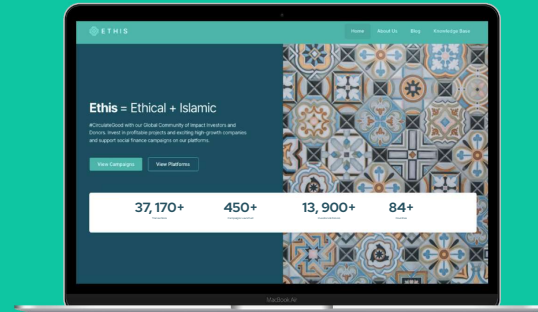 ETHIS
Home About Us Blog Knowledge Base
Ethis = Ethical + Islamic
#CirculateGood with our Global Community of Impact Investors and
Donors. Invest in profitable projects and exciting high-growth companies
and support social finance campaigns on our platforms.
View Campaigns View Platforms
37,170+ 450+ 13,900+ 84+
MacBook Air